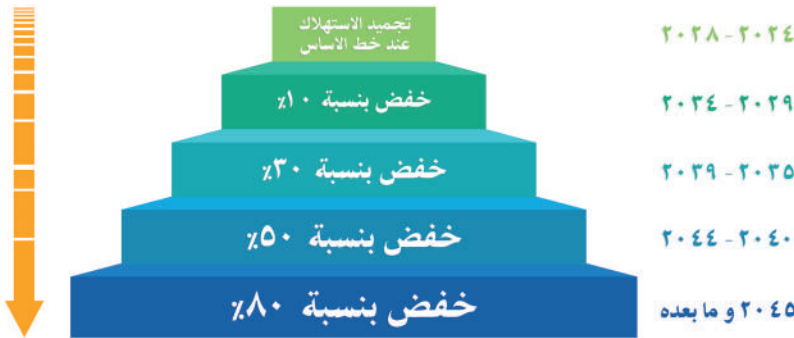 تجميد الاستهلاك
عند خط الاساس
٢٠٢٤ - ٢٠٢٨
خفض بنسبة ١٠٪
٢٠٢٩ - ٢٠٣٤
خفض بنسبة ٣٠٪
٢٠٣٥ - ٢٠٣٩
خفض بنسبة ٥٠٪
٢٠٤٠ - ٢٠٤٤
خفض بنسبة ٨٠٪
٢٠٤٥ و ما بعده